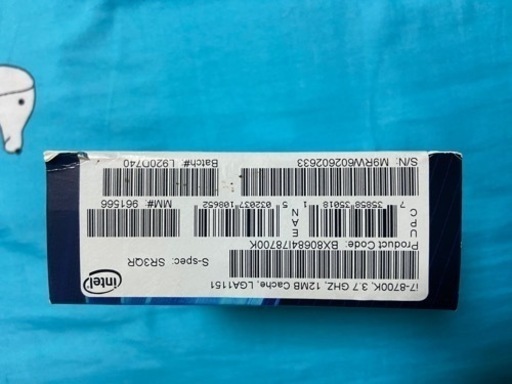 i7-8700K, 3.7 GHZ, 12MB Cache, LGA1151
intel
Product Code: BX80684I78700K
S-spec: SR3QR
UPC
7 35858 35018 1
EAN
5 032037 108652
MM#: 961566
S/N: M9RW602602633
Batch#: L920D740